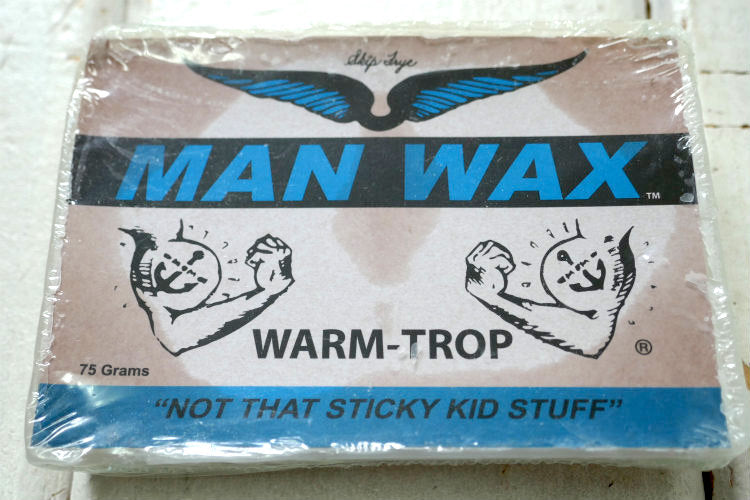 Skip Frye
MAN WAX ™
WARM-TROP
®
75 Grams
"NOT THAT STICKY KID STUFF"